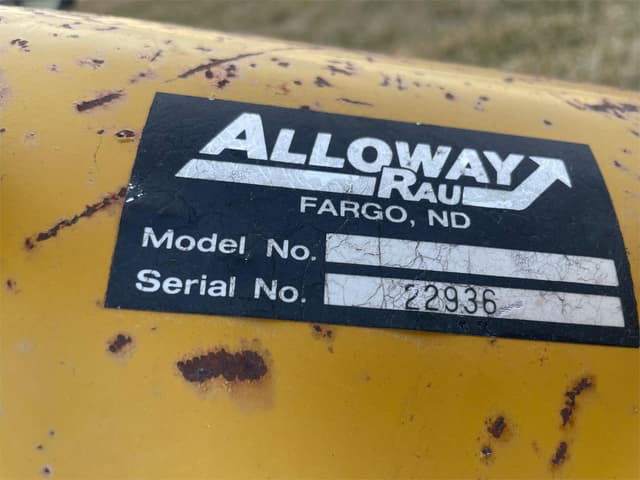 ALLOWAY
RAU
FARGO, ND
Model No.
Serial No. 22936